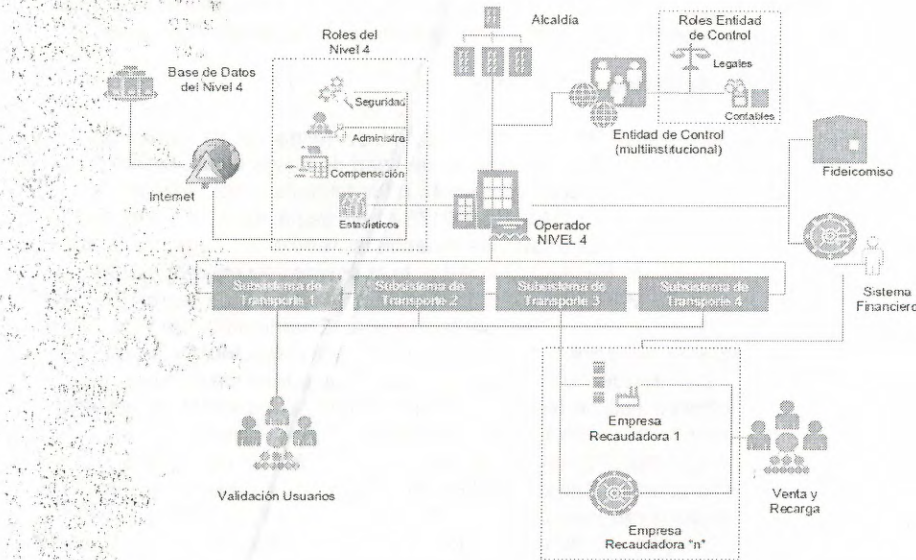 Alcaldía
Roles Entidad
de Control
Legales
Contables
Roles del
Nivel 4
Base de Datos
del Nivel 4
Seguridad
Administra
Compensación
Estadísticos
Internet
Entidad de Control
(multiinstitucional)
Fideicomiso
Operador
NIVEL 4
Subsistema de
Transporte 1
Subsistema de
Transporte 2
Subsistema de
Transporte 3
Subsistema de
Transporte 4
Sistema
Financiero
Empresa
Recaudadora 1
Validación Usuarios
Venta y
Recarga
Empresa
Recaudadora "n"